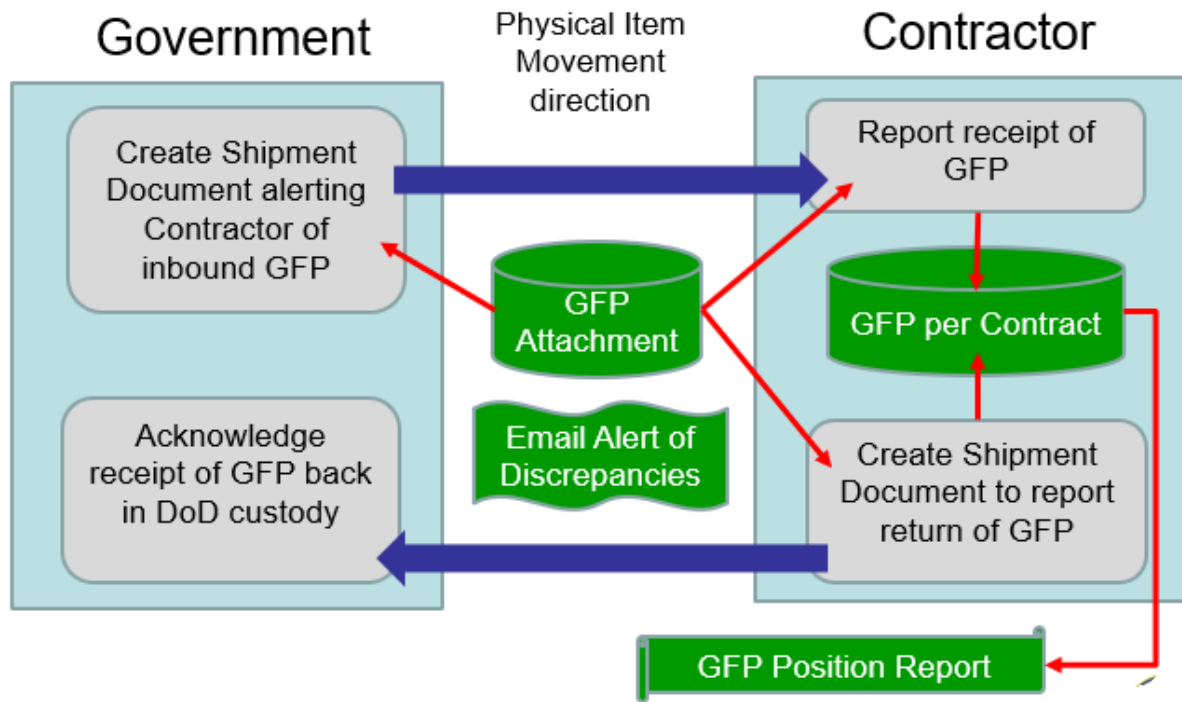 Government
Physical Item
Movement
direction
Contractor
Create Shipment
Document alerting
Contractor of
inbound GFP
Report receipt of
GFP
GFP
Attachment
GFP per Contract
Acknowledge
receipt of GFP back
in DoD custody
Email Alert of
Discrepancies
Create Shipment
Document to report
return of GFP
GFP Position Report